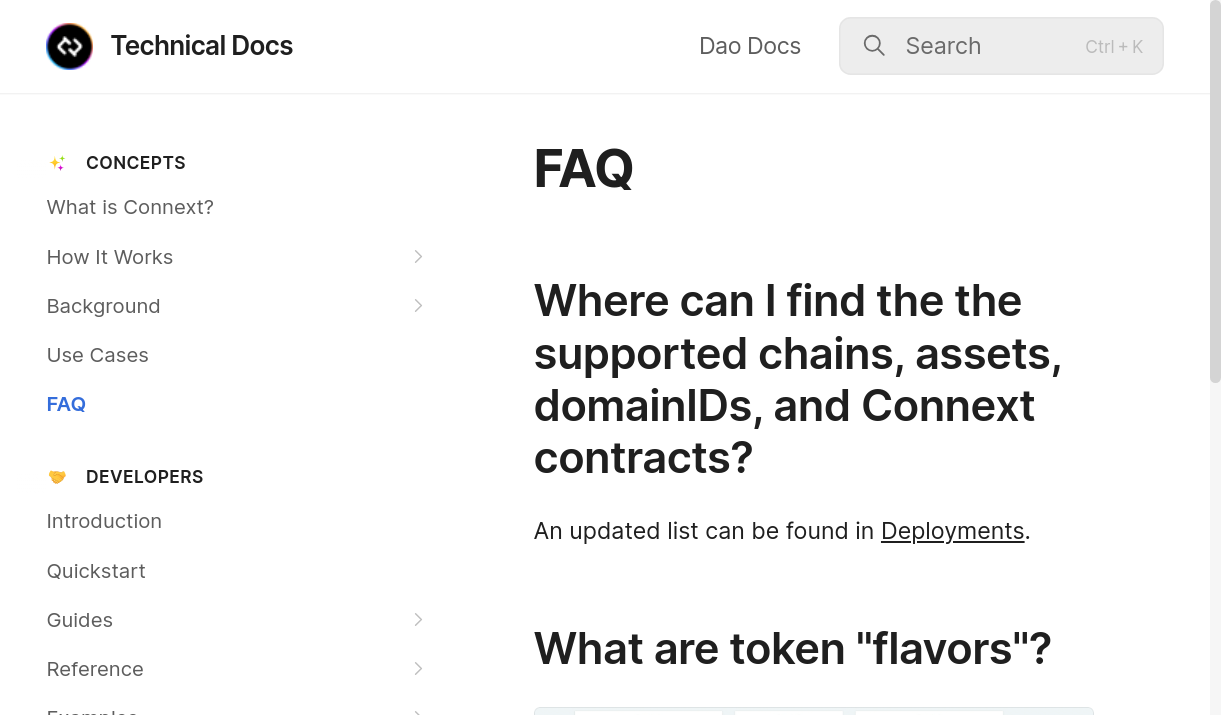 Technical Docs
Dao Docs
Search
Ctrl + K
CONCEPTS
What is Connext?
How It Works
Background
Use Cases
FAQ
DEVELOPERS
Introduction
Quickstart
Guides
Reference
Examples
FAQ
Where can I find the the
supported chains, assets,
domainIDs, and Connext
contracts?
An updated list can be found in Deployments.
What are token "flavors"?